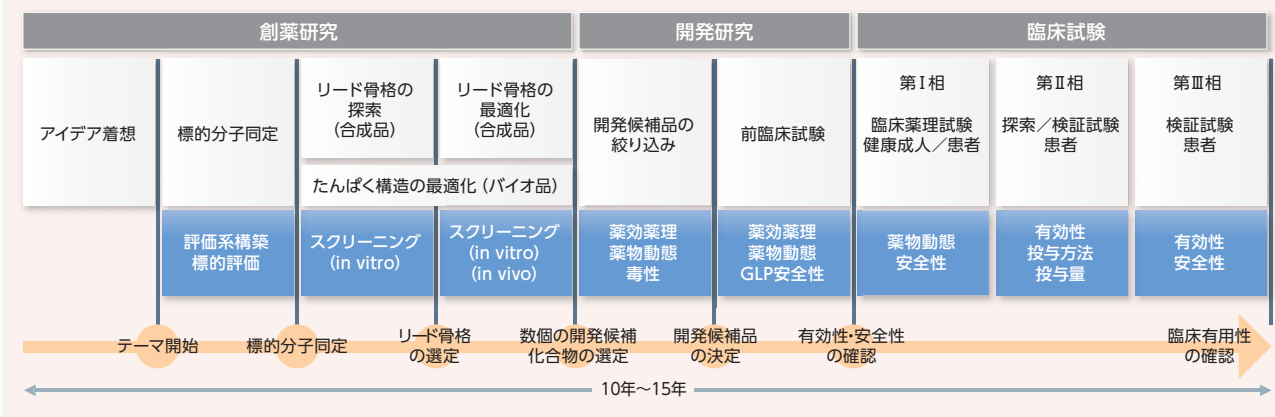 創薬研究
開発研究
臨床試験
アイデア着想
標的分子同定
リード骨格の
探索
(合成品)
リード骨格の
最適化
(合成品)
たんぱく構造の最適化 (バイオ品)
開発候補品の
絞り込み
前臨床試験
第Ⅰ相
臨床薬理試験
健康成人／患者
第Ⅱ相
探索／検証試験
患者
第Ⅲ相
検証試験
患者
評価系構築
標的評価
スクリーニング
(in vitro)
スクリーニング
(in vitro)
(in vivo)
薬効薬理
薬物動態
毒性
薬効薬理
薬物動態
GLP安全性
薬物動態
安全性
有効性
投与方法
投与量
有効性
安全性
テーマ開始
標的分子同定
リード骨格
の選定
数個の開発候補
化合物の選定
開発候補品
の決定
有効性・安全性
の確認
臨床有用性
の確認
10年～15年